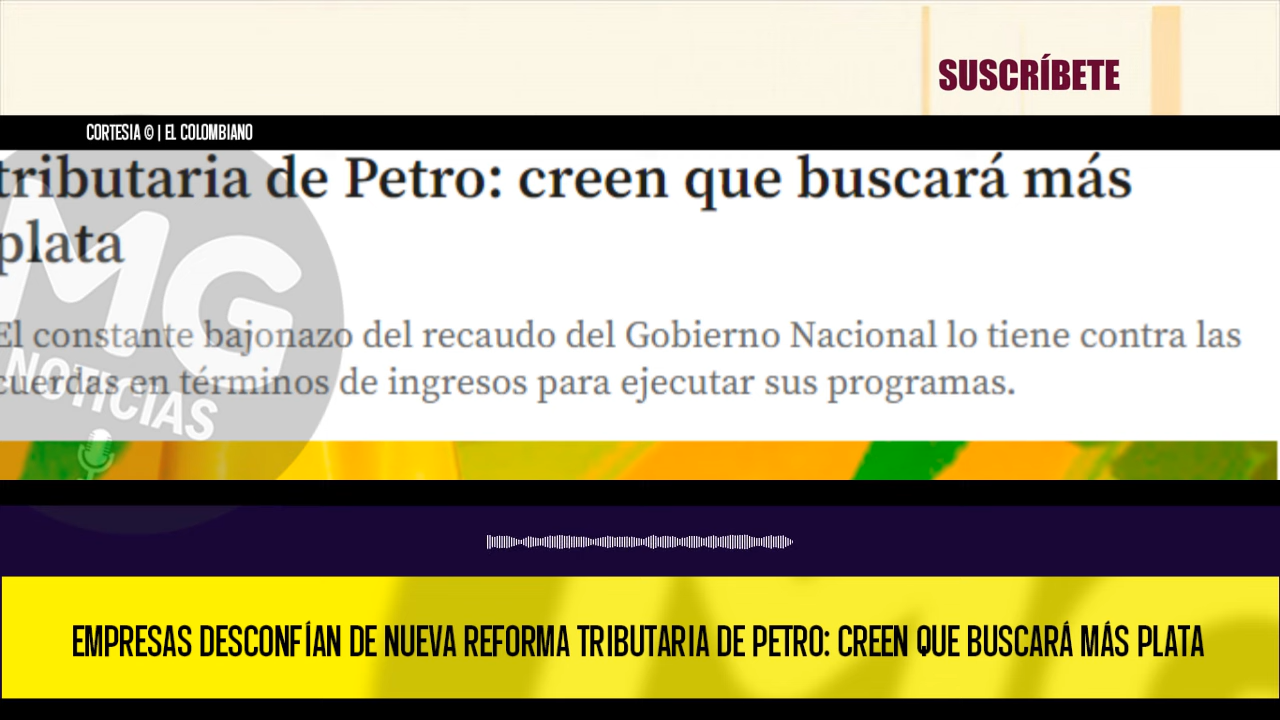 SUSCRÍBETE
CORTESIA © | EL COLOMBIANO
tributaria de Petro: creen que buscará más
plata
El constante bajonazo del recaudo del Gobierno Nacional lo tiene contra las
cuerdas en términos de ingresos para ejecutar sus programas.
MG
NOTICIAS
EMPRESAS DESCONFÍAN DE NUEVA REFORMA TRIBUTARIA DE PETRO: CREEN QUE BUSCARÁ MÁS PLATA